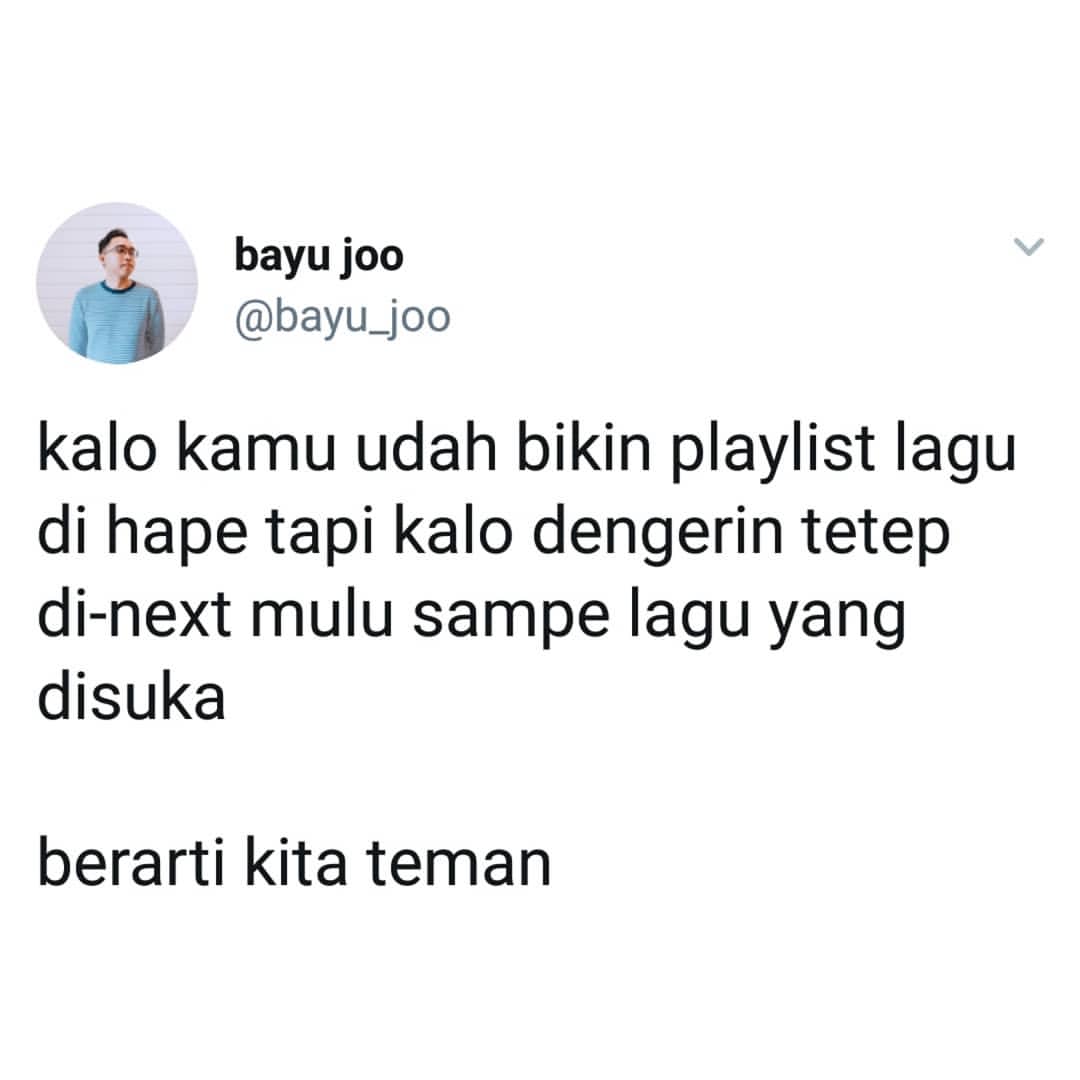 bayu joo
@bayu_joo
kalo kamu udah bikin playlist lagu
di hape tapi kalo dengerin tetep
di-next mulu sampe lagu yang
disuka
berarti kita teman